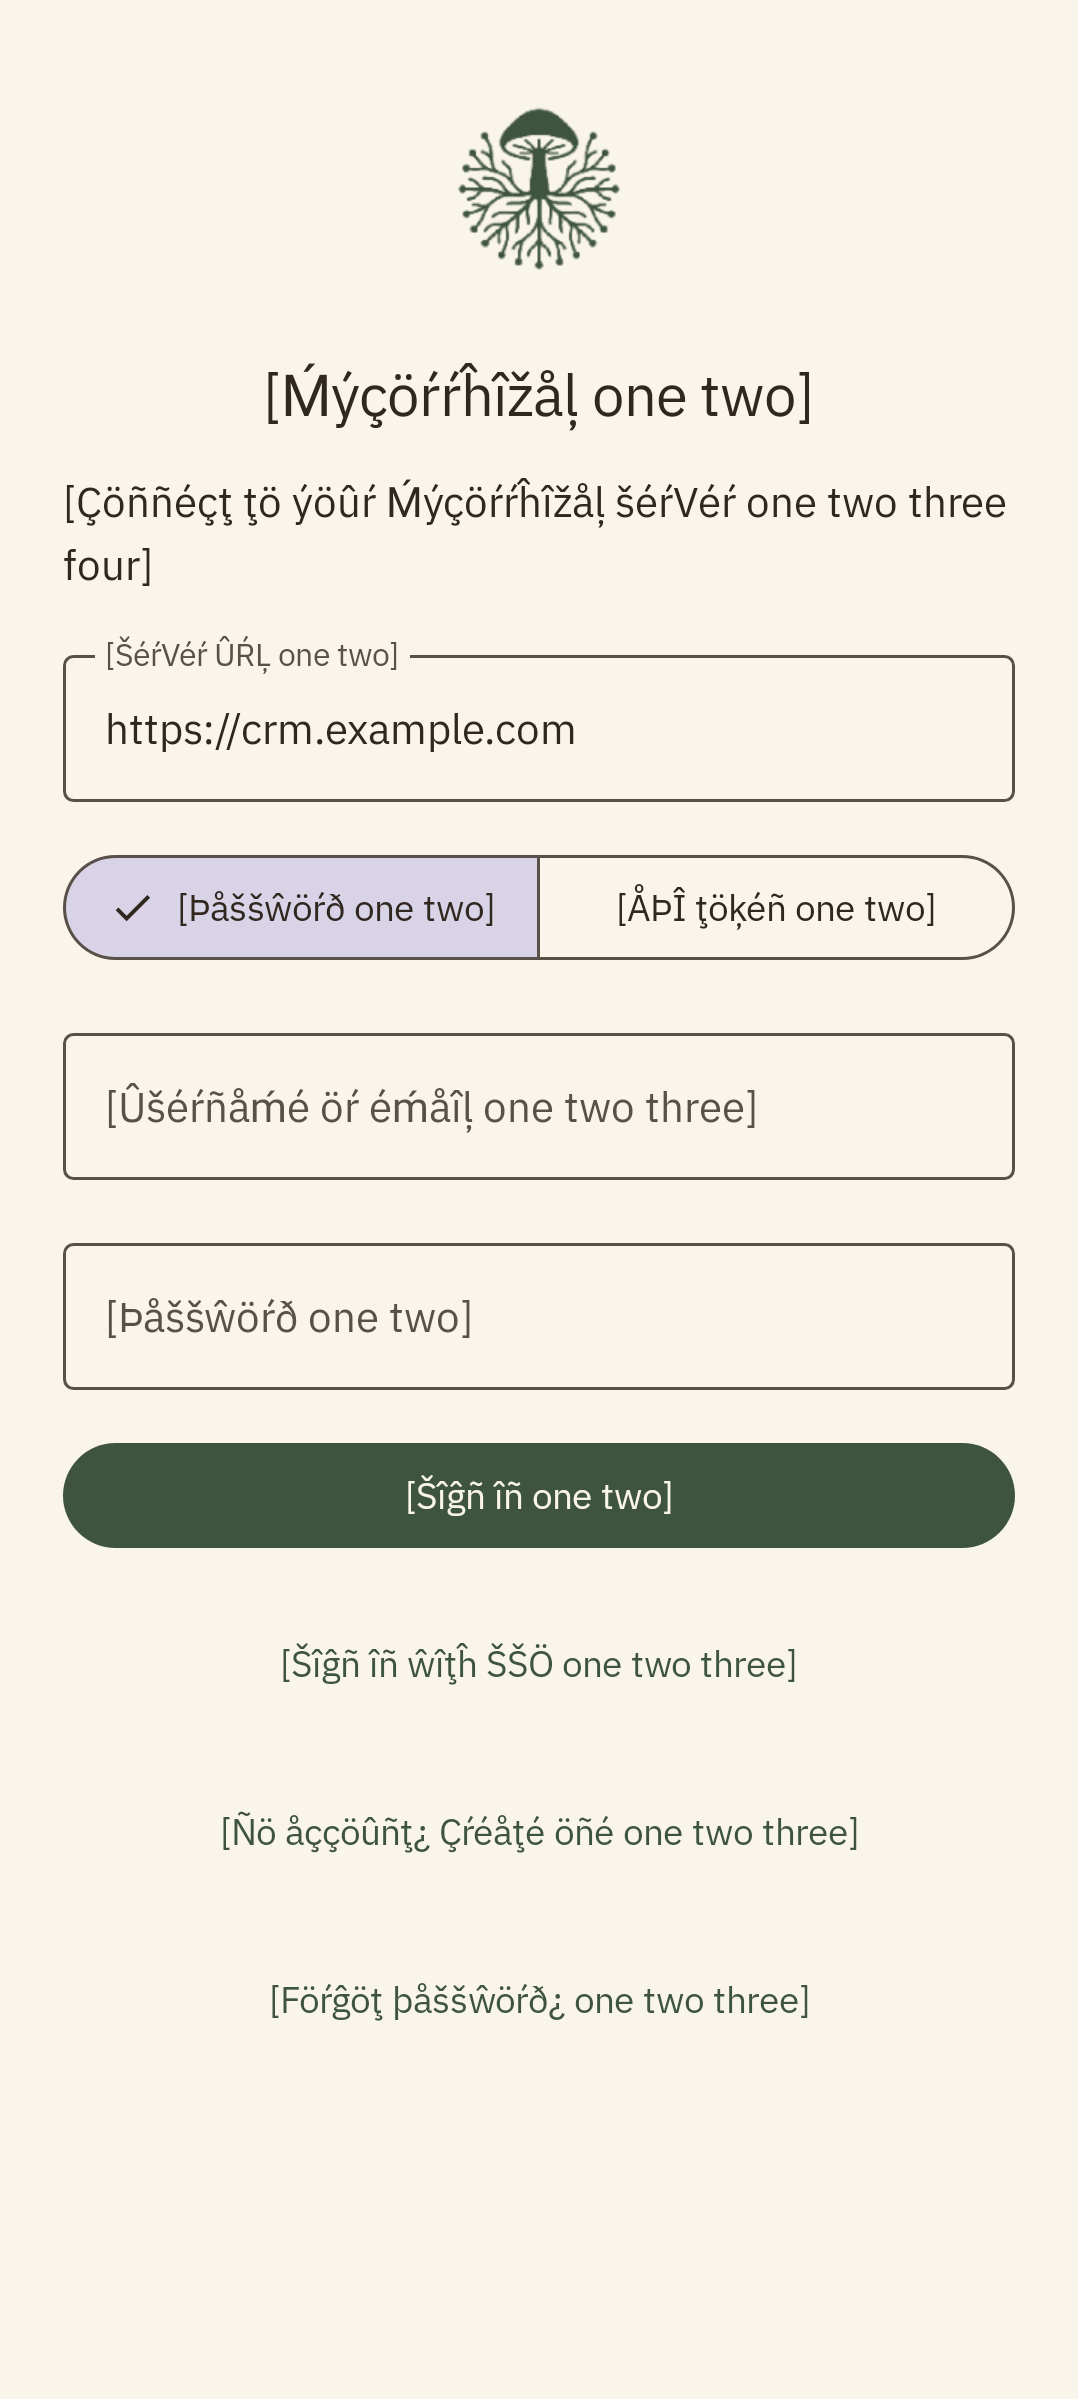 [Ḿýçöŕŕĥîžåļ one two]
[Çöññéçţ ţö ýöûŕ Ḿýçöŕŕĥîžåļ šéŕVéŕ one two three
four]
[ŠéŕVéŕ ÛŔĻ one two]
https://crm.example.com
[Þåššŵöŕð one two]
[ÅÞÎ ţöķéñ one two]
[Ûšéŕñåḿé öŕ éḿåîļ one two three]
[Þåššŵöŕð one two]
[Šîĝñ îñ one two]
[Šîĝñ îñ ŵîţĥ ŠŠÖ one two three]
[Ñö åççöûñţ¿ Çŕéåţé öñé one two three]
[Föŕĝöţ þåššŵöŕð¿ one two three]